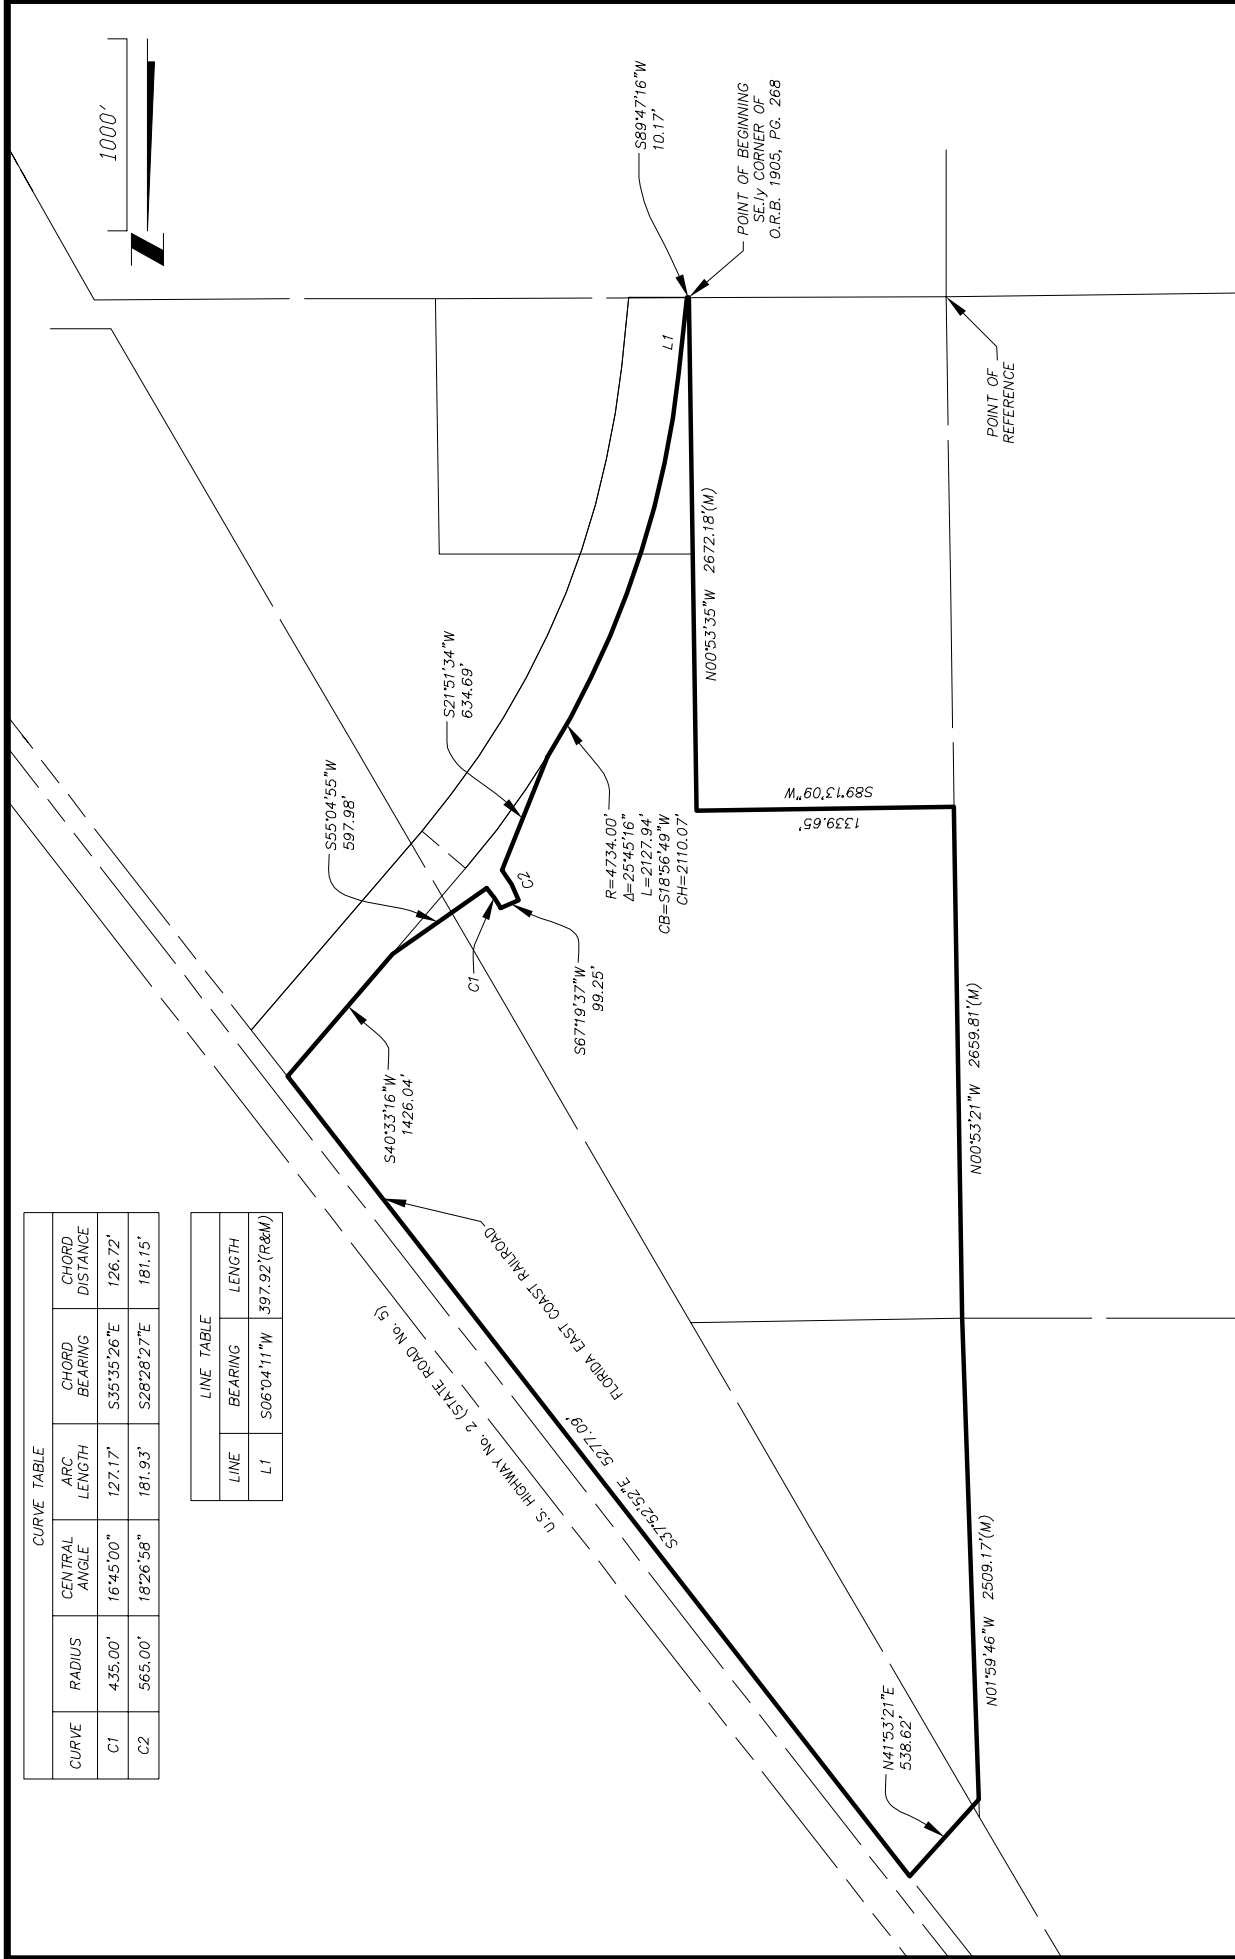 1000'
N
S89°47'16"W
10.17'
POINT OF BEGINNING
SE.ly CORNER OF
O.R.B. 1905, PG. 268
L1
POINT OF
REFERENCE
N00°53'35"W 2672.18'(M)
S21°51'34"W
634.69'
S55°04'55"W
597.98'
R=4734.00'
Δ=25°45'16"
L=2127.94'
CB=S18°56'49"W
CH=2110.07'
S89°13'09"W
1339.65'
C2
C1
S67°19'37"W
99.25'
S40°33'16"W
1426.04'
N00°53'21"W 2659.81'(M)
FLORIDA EAST COAST RAILROAD
U.S. HIGHWAY No. 2 (STATE ROAD No. 5)
S37°52'52"E 5277.09'
N01°59'46"W 2509.17'(M)
N41°53'21"E
538.62'
CURVE TABLE
CURVE RADIUS CENTRAL ANGLE ARC LENGTH CHORD BEARING CHORD DISTANCE
C1 435.00' 16°45'00" 127.17' S35°35'26"E 126.72'
C2 565.00' 18°26'58" 181.93' S28°28'27"E 181.15'
LINE TABLE
LINE BEARING LENGTH
L1 S06°04'11"W 397.92'(R&M)